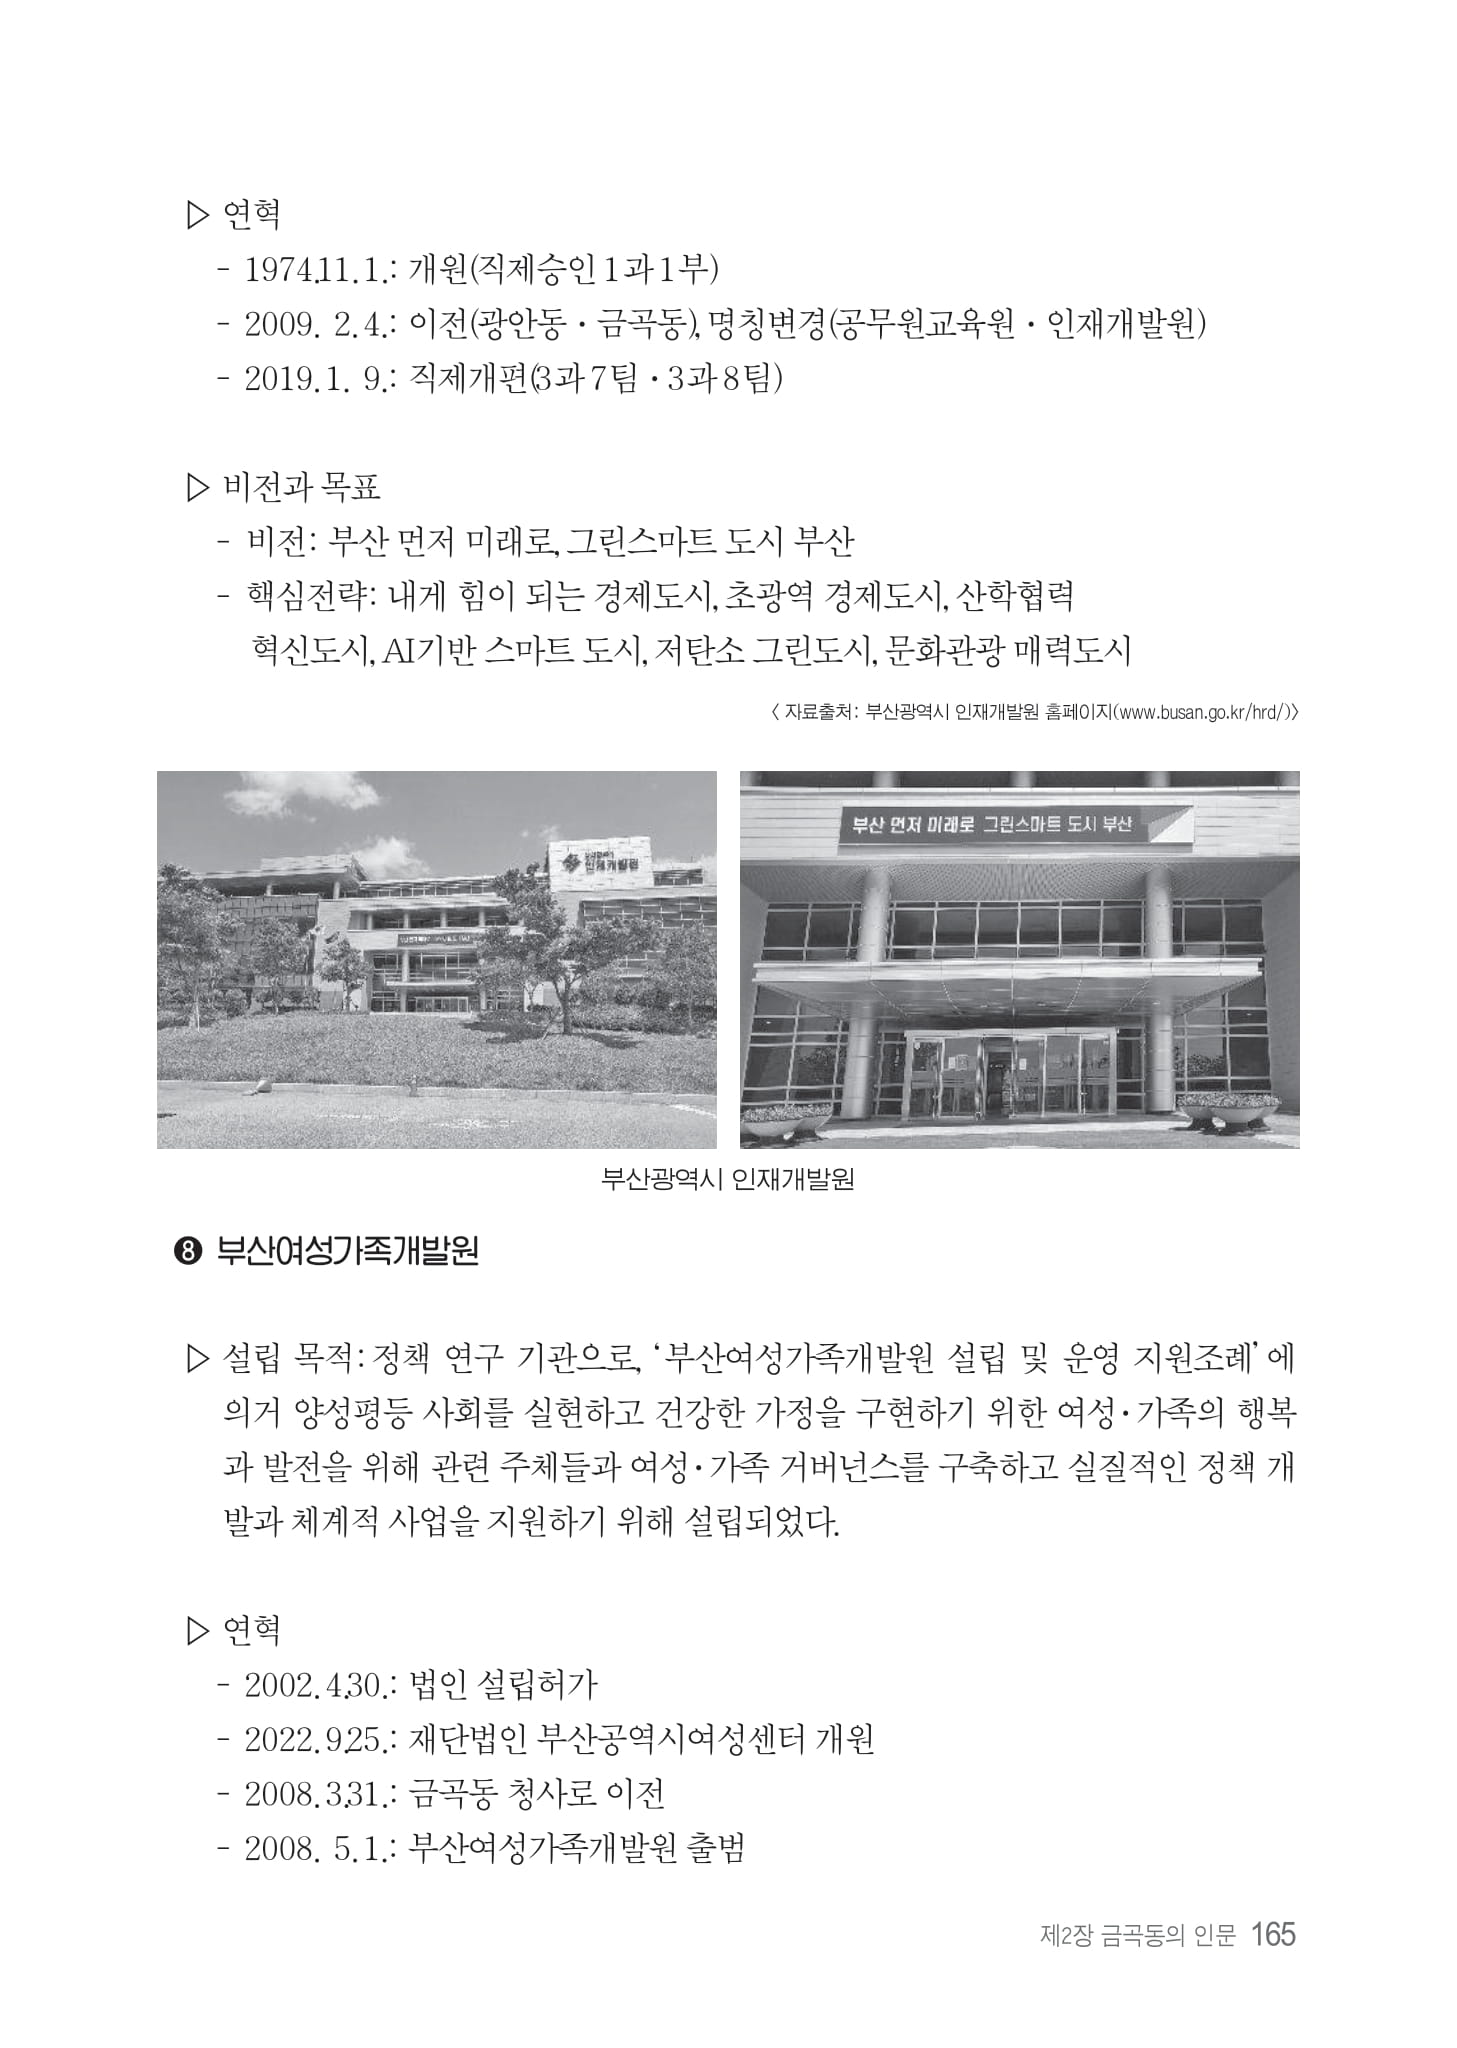 ▷ 연혁
- 1974.11. 1.: 개원(직제승인 1과 1부)
- 2009. 2. 4.: 이전(광안동・금곡동), 명칭변경(공무원교육원・인재개발원)
- 2019. 1. 9.: 직제개편(3과 7팀・3과 8팀)
▷ 비전과 목표
- 비전: 부산 먼저 미래로, 그린스마트 도시 부산
- 핵심전략: 내게 힘이 되는 경제도시, 초광역 경제도시, 산학협력
혁신도시, AI기반 스마트 도시, 저탄소 그린도시, 문화관광 매력도시
< 자료출처: 부산광역시 인재개발원 홈페이지(www.busan.go.kr/hrd/)>
부산광역시
인재개발원
부산 먼저 미래로 그린스마트 도시 부산
부산광역시 인재개발원
❽ 부산여성가족개발원
▷ 설립 목적: 정책 연구 기관으로, ‘부산여성가족개발원 설립 및 운영 지원조례’에
의거 양성평등 사회를 실현하고 건강한 가정을 구현하기 위한 여성・가족의 행복
과 발전을 위해 관련 주체들과 여성・가족 거버넌스를 구축하고 실질적인 정책 개
발과 체계적 사업을 지원하기 위해 설립되었다.
▷ 연혁
- 2002. 4.30.: 법인 설립허가
- 2022. 9.25.: 재단법인 부산공역시여성센터 개원
- 2008. 3.31.: 금곡동 청사로 이전
- 2008. 5. 1.: 부산여성가족개발원 출범
제2장 금곡동의 인문 165